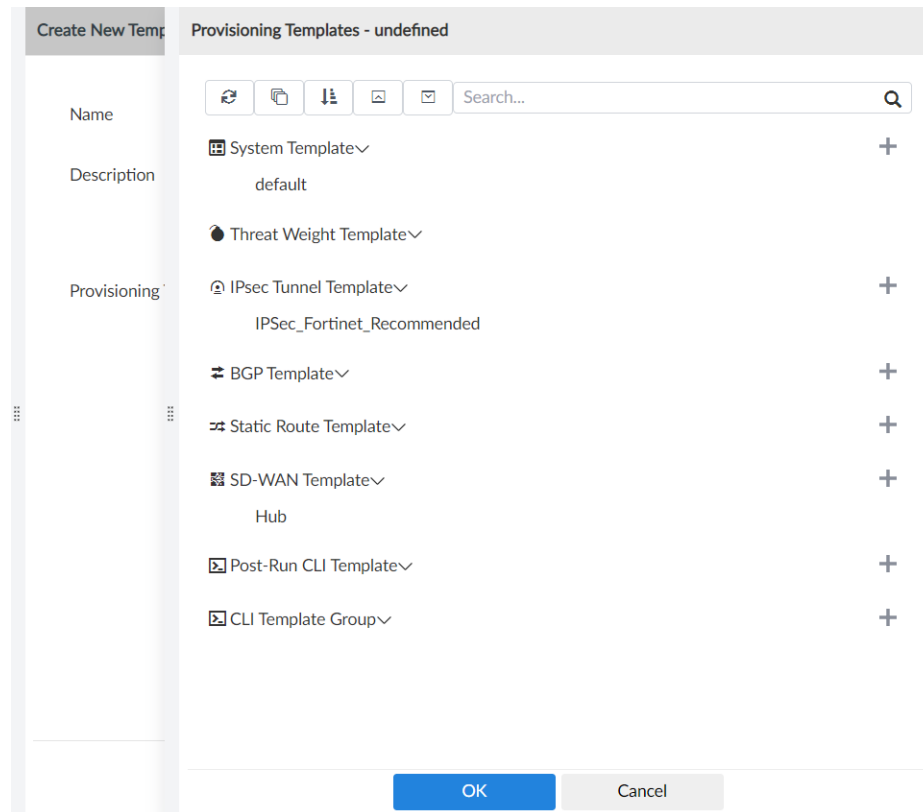 Create New Temp
Provisioning Templates - undefined
Search...
Name
System Template
Description
default
Threat Weight Template
Provisioning
IPsec Tunnel Template
IPSec_Fortinet_Recommended
BGP Template
Static Route Template
SD-WAN Template
Hub
Post-Run CLI Template
CLI Template Group
OK
Cancel